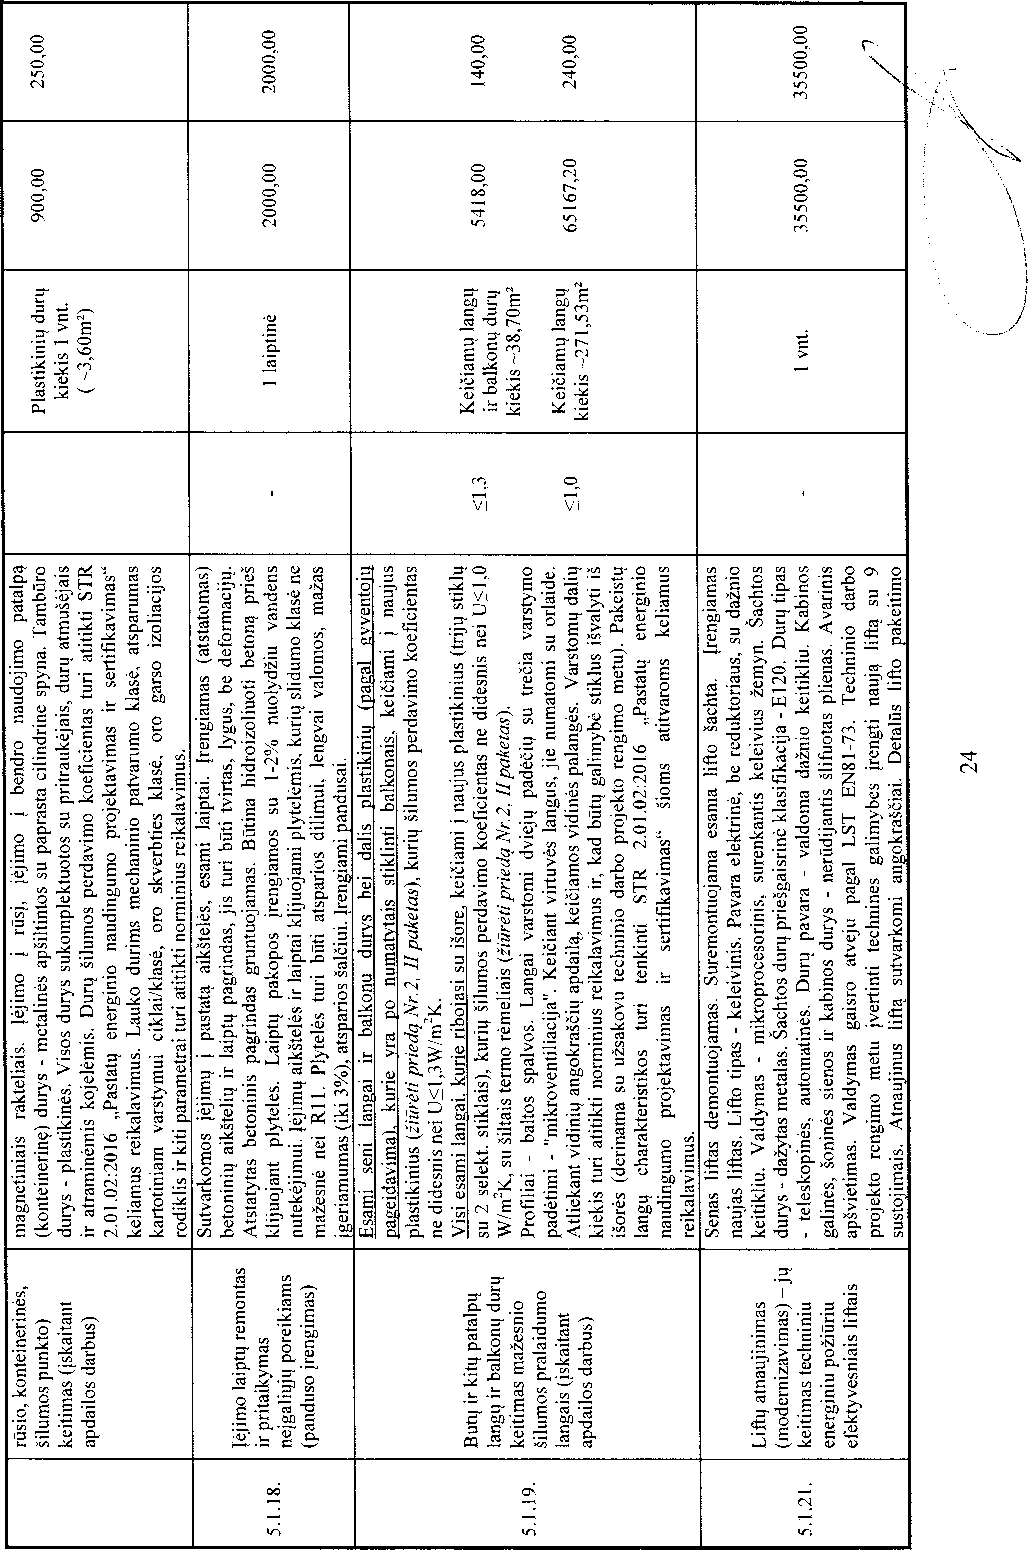 rūsio, konteinerinės,
šilumos punkto)
keitimas (įskaitant
apdailos darbus)
magnetiniais rakteliais. Įėjimo į rūsį, įėjimo į bendro naudojimo patalpą
(konteinerinę) durys - metalinės apšiltintos su paprasta cilindrine spyna. Tambūro
durys - plastikinės. Visos durys sukomplektuotos su pritraukėjais, durų atmušėjais
ir atraminėmis kojelėmis. Durų šilumos perdavimo koeficientas turi atitikti STR
2.01.02:2016 „Pastatų energinio naudingumo projektavimas ir sertifikavimas“
keliamus reikalavimus. Lauko durims mechaninio patvarumo klasė, atsparumas
kartotiniam varstymui ciklai/klasė, oro skverbties klasė, oro garso izoliacijos
rodiklis ir kiti parametrai turi atitikti norminius reikalavimus.
Plastikinių durų
kiekis 1 vnt.
( ~3,60m²)
900,00
250,00
5.1.18.
Įėjimo laiptų remontas
ir pritaikymas
neįgaliųjų poreikiams
(panduso įrengimas)
Sutvarkomos įėjimų į pastatą aikštelės, esami laiptai. Įrengiamas (atstatomas)
betoninių aikštelių ir laiptų pagrindas, jis turi būti tvirtas, lygus, be deformacijų.
Atstatytas betoninis pagrindas gruntuojamas. Būtina hidroizoliuoti betoną prieš
klijuojant plyteles. Laiptų pakopos įrengiamos su 1-2% nuolydžiu vandens
nutekėjimui. Įėjimų aikštelės ir laiptai klijuojami plytelėmis, kurių slidumo klasė ne
mažesnė nei R11. Plytelės turi būti atsparios dilimui, lengvai valomos, mažas
įgeriamumas (iki 3%), atsparios šalčiui. Įrengiami pandusai.
-
1 laiptinė
2000,00
2000,00
5.1.19.
Butų ir kitų patalpų
langų ir balkonų durų
keitimas mažesnio
šilumos pralaidumo
langais (įskaitant
apdailos darbus)
Esami seni langai ir balkonų durys bei dalis plastikinių (pagal gyventojų
pageidavimą), kurie yra po numatytais stiklinti balkonais, keičiami į naujus
plastikinius (žiūrėti priedą Nr.2, II paketas), kurių šilumos perdavimo koeficientas
ne didesnis nei U≤1,3W/m²K.
Visi esami langai, kurie ribojasi su išore, keičiami į naujus plastikinius (trijų stiklų
su 2 selekt. stiklais), kurių šilumos perdavimo koeficientas ne didesnis nei U≤1,0
W/m²K, su šiltais termo rėmeliais (žiūrėti priedą Nr.2, II paketas).
Profiliai - baltos spalvos. Langai varstomi dviejų padėčių su trečia varstymo
padėtimi - "mikroventiliacija". Keičiant virtuvės langus, jie numatomi su orlaide.
Atliekant vidinių angokraščių apdailą, keičiamos vidinės palangės. Varstomų dalių
kiekis turi atitikti norminius reikalavimus ir, kad būtų galimybė stiklus išvalyti iš
išorės (derinama su užsakovu techninio darbo projekto rengimo metu). Pakeistų
langų charakteristikos turi tenkinti STR 2.01.02:2016 „Pastatų energinio
naudingumo projektavimas ir sertfikavimas“ šioms atitvaroms keliamus
reikalavimus.
≤1,3
≤1,0
Keičiamų langų
ir balkonų durų
kiekis ~38,70m²
Keičiamų langų
kiekis ~271,53m²
5418,00
65167,20
140,00
240,00
5.1.21.
Liftų atnaujinimas
(modernizavimas) – jų
keitimas techniniu
energiniu požiūriu
efektyvesniais liftais
Senas liftas demontuojamas. Suremontuojama esama lifto šachta. Įrengiamas
naujas liftas. Lifto tipas - keleivinis. Pavara elektrinė, be reduktoriaus, su dažnio
keitikliu. Valdymas - mikroprocesorinis, surenkantis keleivius žemyn. Šachtos
durys - dažytas metalas. Šachtos durų priešgaisrinė klasifikacija - E120. Durų tipas
- teleskopinės, automatinės. Durų pavara - valdoma dažnio keitikliu. Kabinos
galinės, šoninės sienos ir kabinos durys - nerūdijantis šlifuotas plienas. Avarinis
apšvietimas. Valdymas gaisro atveju pagal LST EN81-73. Techninio darbo
projekto rengimo metu įvertinti technines galimybes įrengti naują liftą su 9
sustojimais. Atnaujinus liftą sutvarkomi angokraščiai. Detalūs lifto pakeitimo
-
1 vnt.
35500,00
35500,00
24